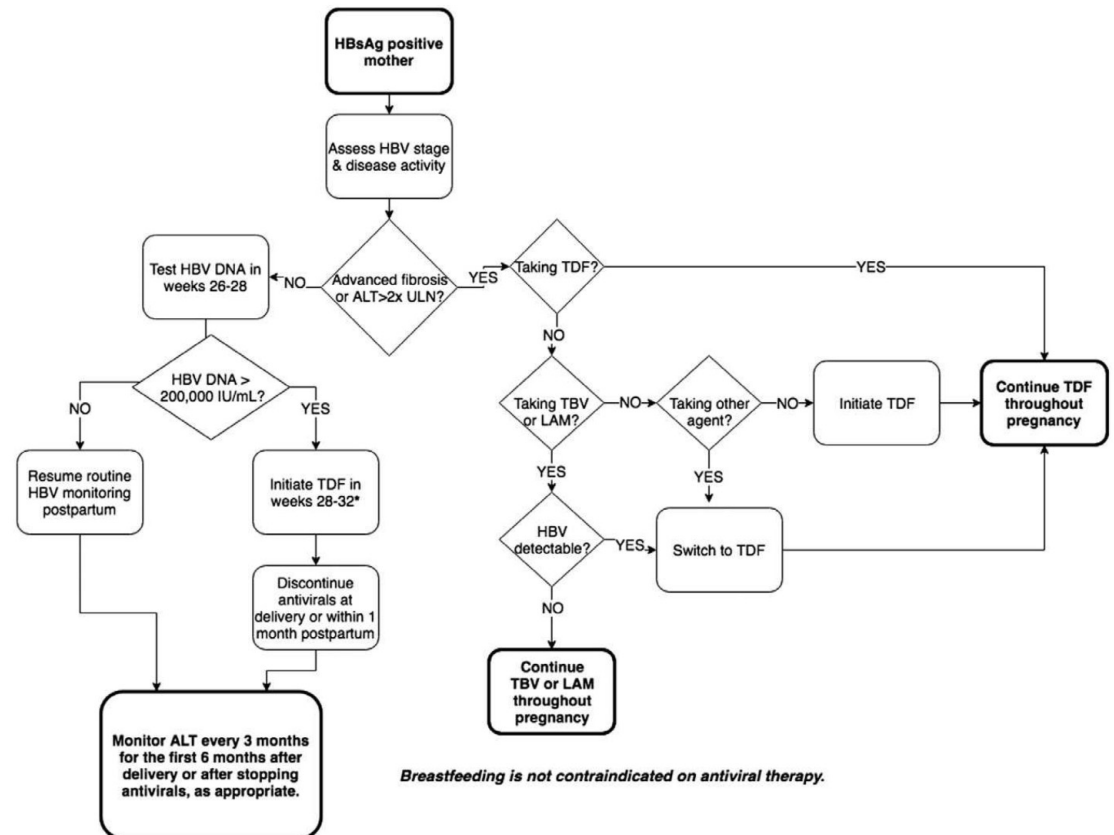 HBsAg positive
mother
Assess HBV stage
& disease activity
Advanced fibrosis
or ALT>2x ULN?
NO
YES
Test HBV DNA in
weeks 26-28
HBV DNA >
200,000 IU/mL?
NO
YES
Resume routine
HBV monitoring
postpartum
Initiate TDF in
weeks 28-32*
Discontinue
antivirals at
delivery or within 1
month postpartum
Monitor ALT every 3 months
for the first 6 months after
delivery or after stopping
antivirals, as appropriate.
Taking TDF?
YES
NO
Taking TBV
or LAM?
NO
YES
Taking other
agent?
NO
YES
Initiate TDF
Continue TDF
throughout
pregnancy
HBV
detectable?
YES
NO
Switch to TDF
Continue
TBV or LAM
throughout
pregnancy
Breastfeeding is not contraindicated on antiviral therapy.